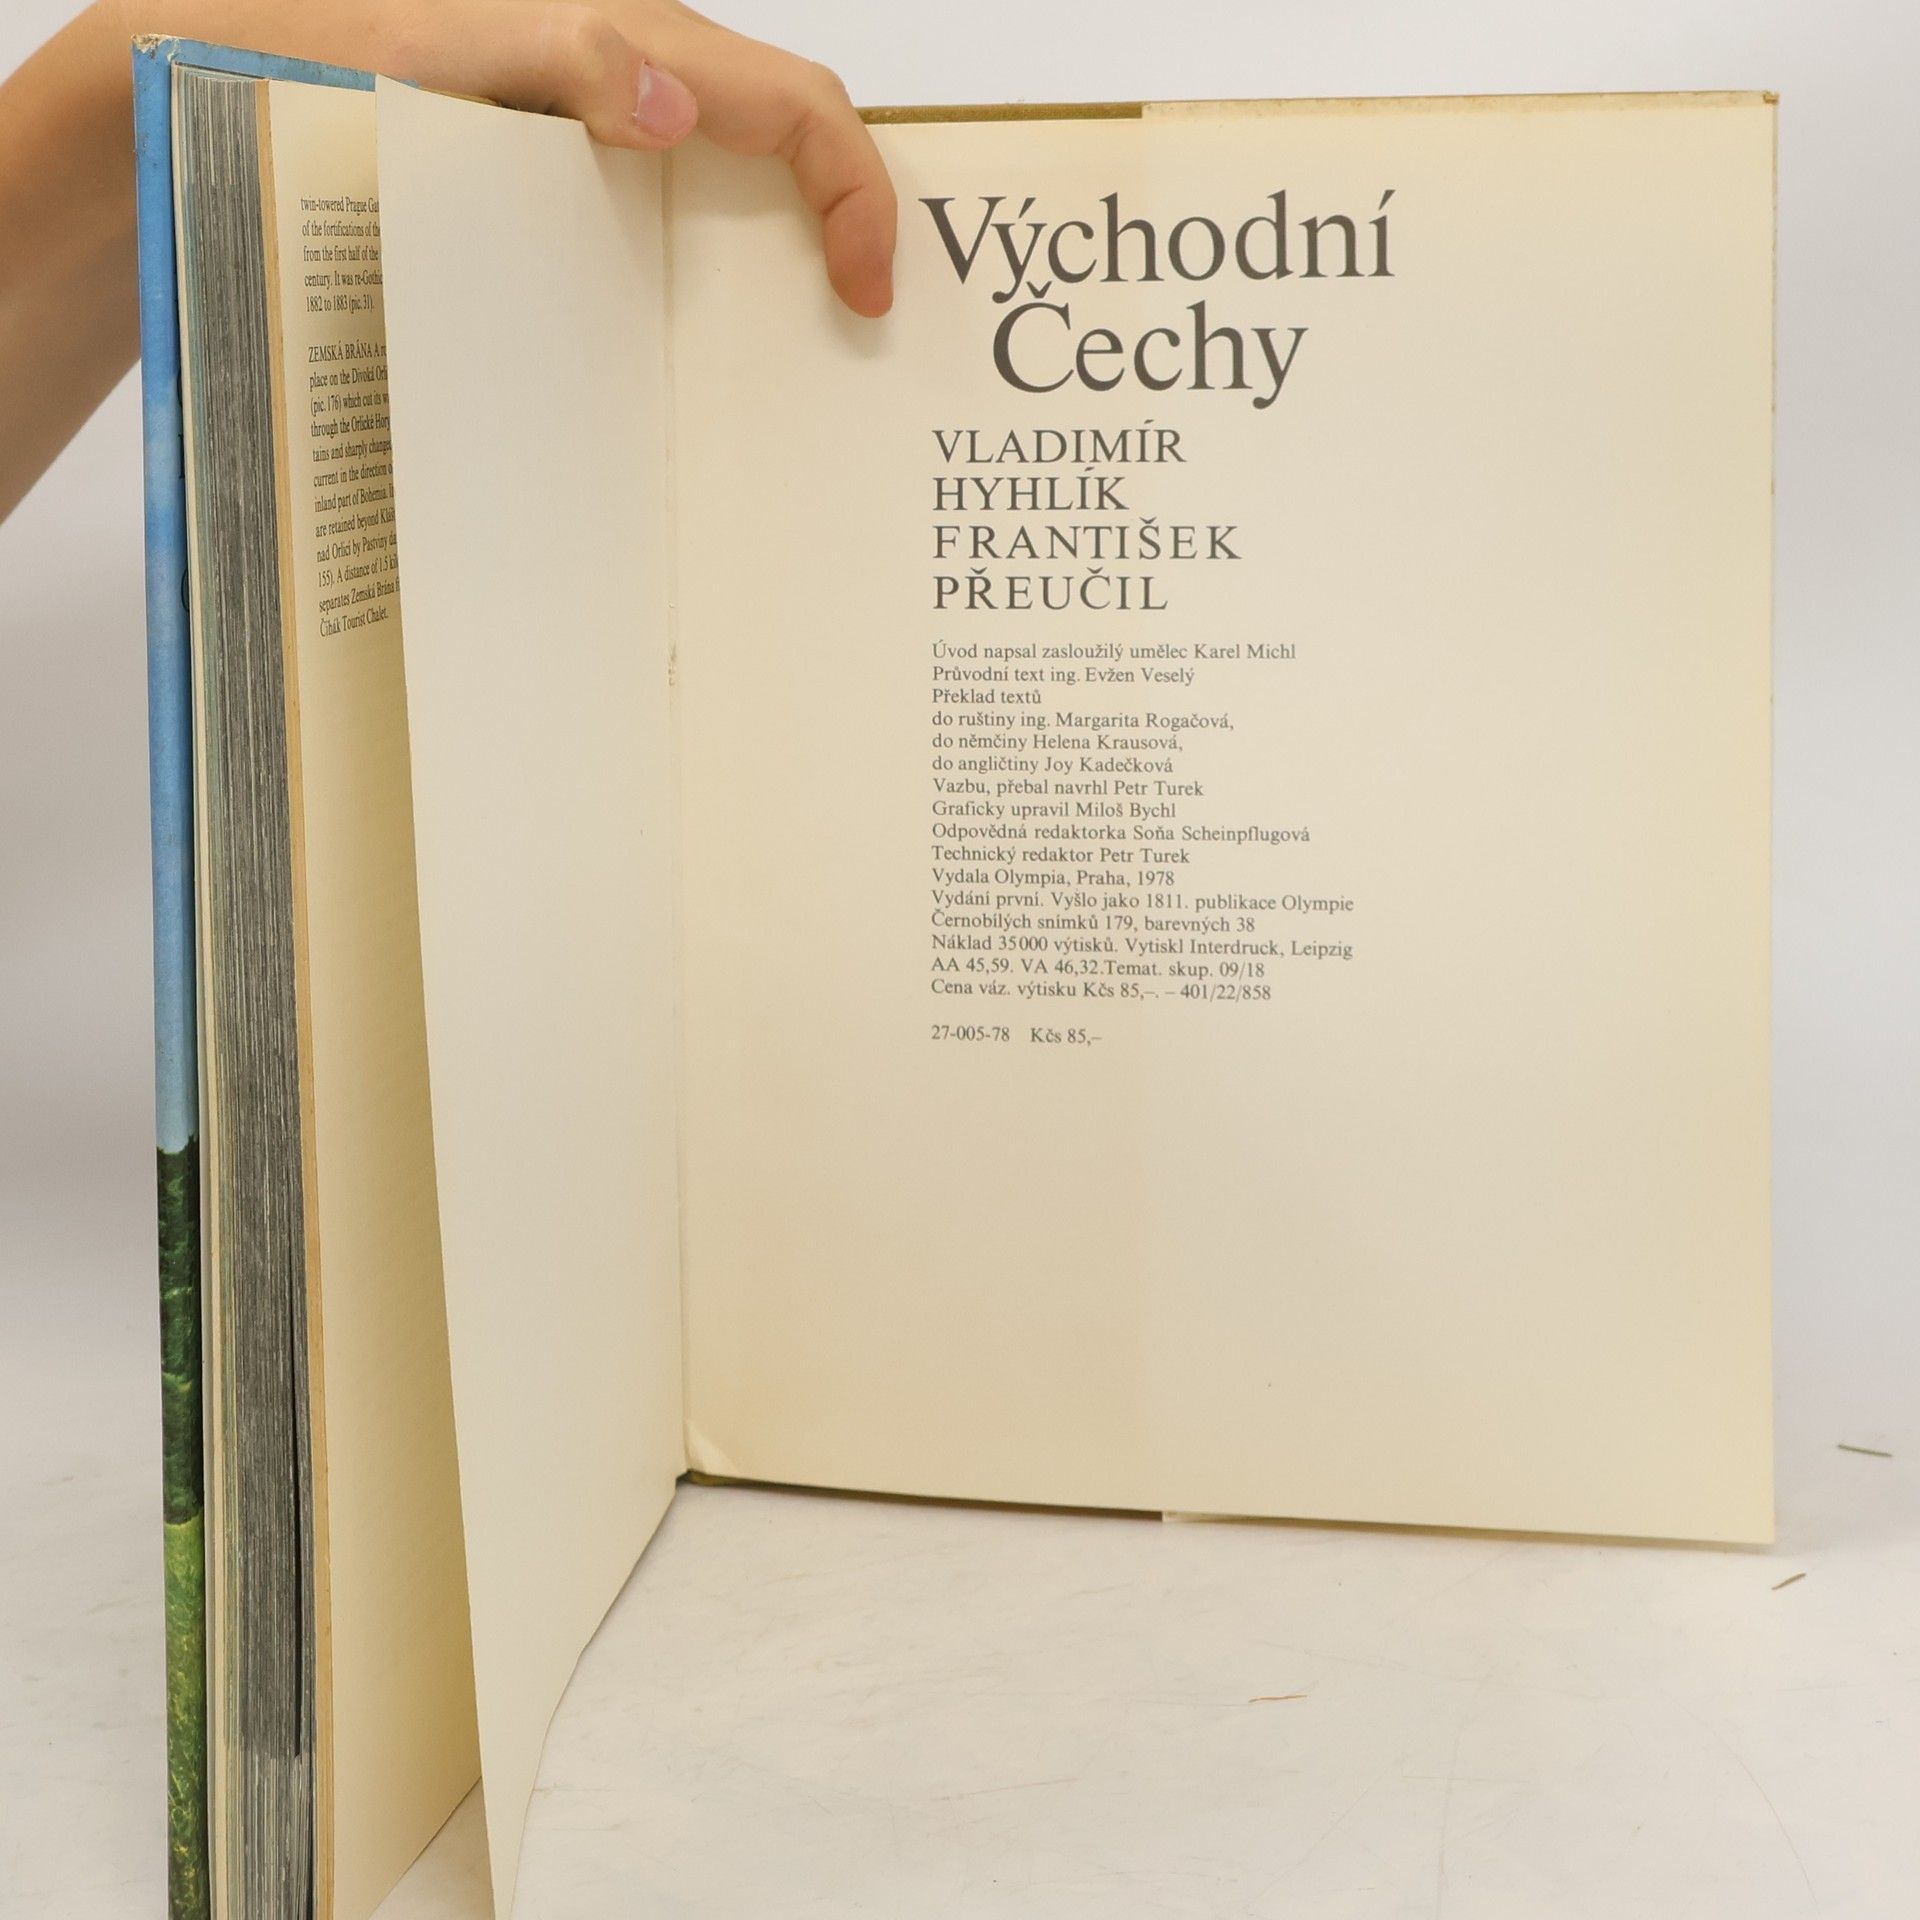 twin-towered Prague
of the fortifications of
from the first half of the
century. It was
1882 to 1883 (pic. 31).
ZEMSKÁ BRÁNA A
place on the Divoká
(pic. 176) which cut its
through the Orlické
tains and sharply
current in the direction
inland part of Bohemia.
are retained beyond
nad Orlicí by Pastviny
155). A distance of 1.5
separates Zemská Brána
Čihák Tourist Chalet.
Východní
Čechy
VLADIMÍR
HYHLÍK
FRANTIŠEK
PŘEUČIL
Úvod napsal zasloužilý umělec Karel Michl
Průvodní text ing. Evžen Veselý
Překlad textů
do ruštiny ing. Margarita Rogačová,
do němčiny Helena Krausová,
do angličtiny Joy Kadečková
Vazbu, přebal navrhl Petr Turek
Graficky upravil Miloš Bychl
Odpovědná redaktorka Soňa Scheinpflugová
Technický redaktor Petr Turek
Vydala Olympia, Praha, 1978
Vydání první. Vyšlo jako 1811. publikace Olympie
Černobílých snímků 179, barevných 38
Náklad 35000 výtisků. Vytiskl Interdruck, Leipzig
AA 45,59. VA 46,32.Temat. skup. 09/18
Cena váz. výtisku Kčs 85,–. – 401/22/858
27-005-78 Kčs 85,–